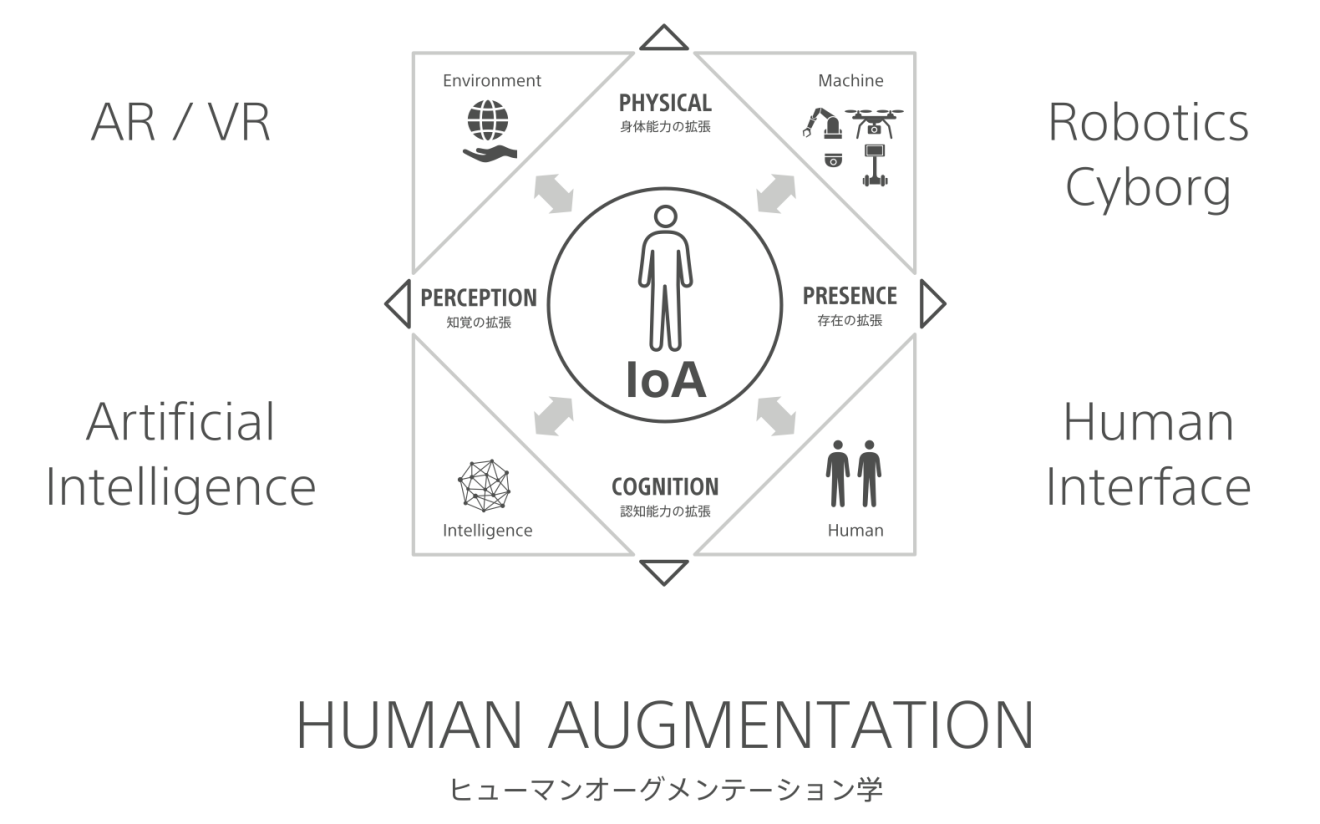 AR / VR
Environment
PHYSICAL
身体能力の拡張
Machine
Robotics
Cyborg
PERCEPTION
知覚の拡張
IoA
PRESENCE
存在の拡張
Artificial
Intelligence
Intelligence
COGNITION
認知能力の拡張
Human
Human
Interface
HUMAN AUGMENTATION
ヒューマンオーグメンテーション学